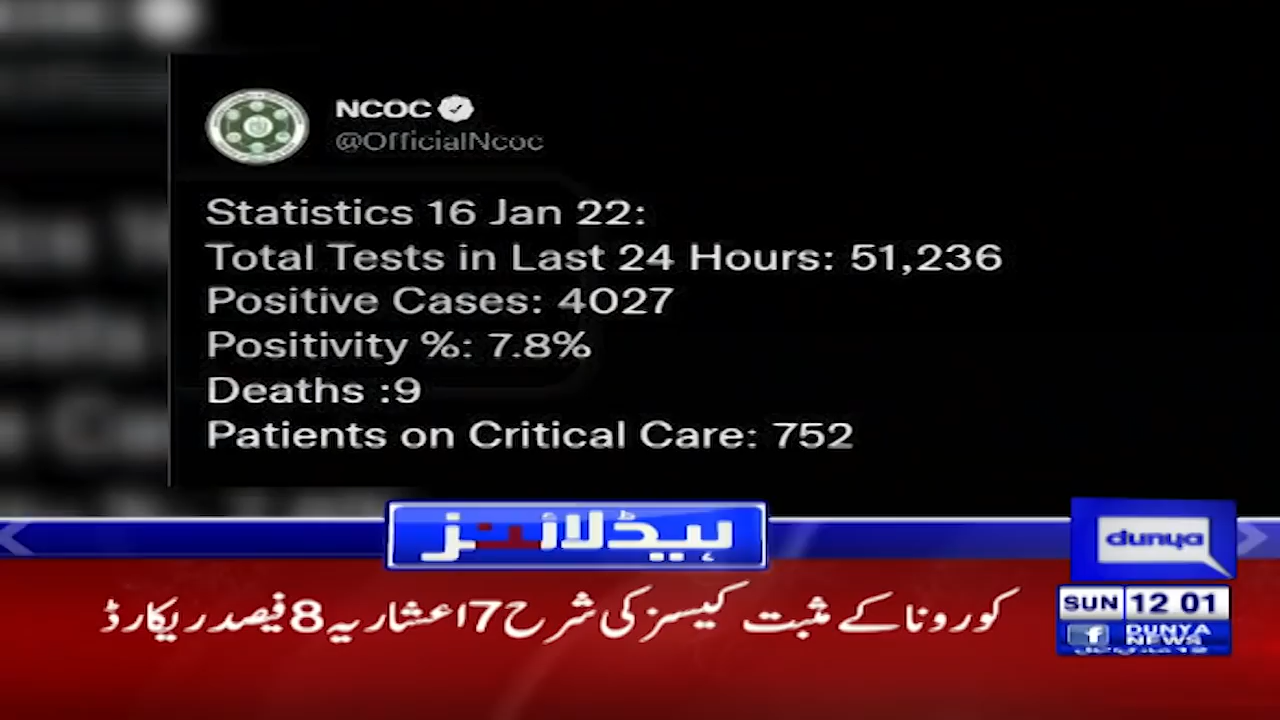 NCOC
@OfficialNcoc
Statistics 16 Jan 22:
Total Tests in Last 24 Hours: 51,236
Positive Cases: 4027
Positivity %: 7.8%
Deaths :9
Patients on Critical Care: 752
ہیڈلائنز
dunya
کورونا کے مثبت کیسز کی شرح 7 اعشاریہ 8 فیصد ریکارڈ
SUN 12 01
f DUNYA NEWS